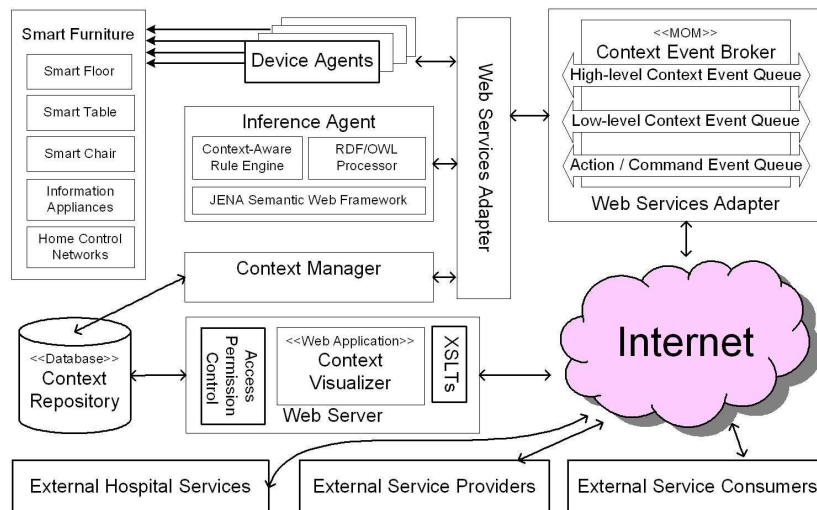 Smart Furniture
Smart Floor
Smart Table
Smart Chair
Information
Appliances
Home Control
Networks
Device Agents
Inference Agent
Context-Aware
Rule Engine
RDF/OWL
Processor
JENA Semantic Web Framework
Context Manager
Web Services Adapter
<<MOM>>
Context Event Broker
High-level Context Event Queue
Low-level Context Event Queue
Action / Command Event Queue
Web Services Adapter
<<Database>>
Context
Repository
Access
Permission
Control
<<Web Application>>
Context
Visualizer
XSLTs
Web Server
Internet
External Hospital Services
External Service Providers
External Service Consumers